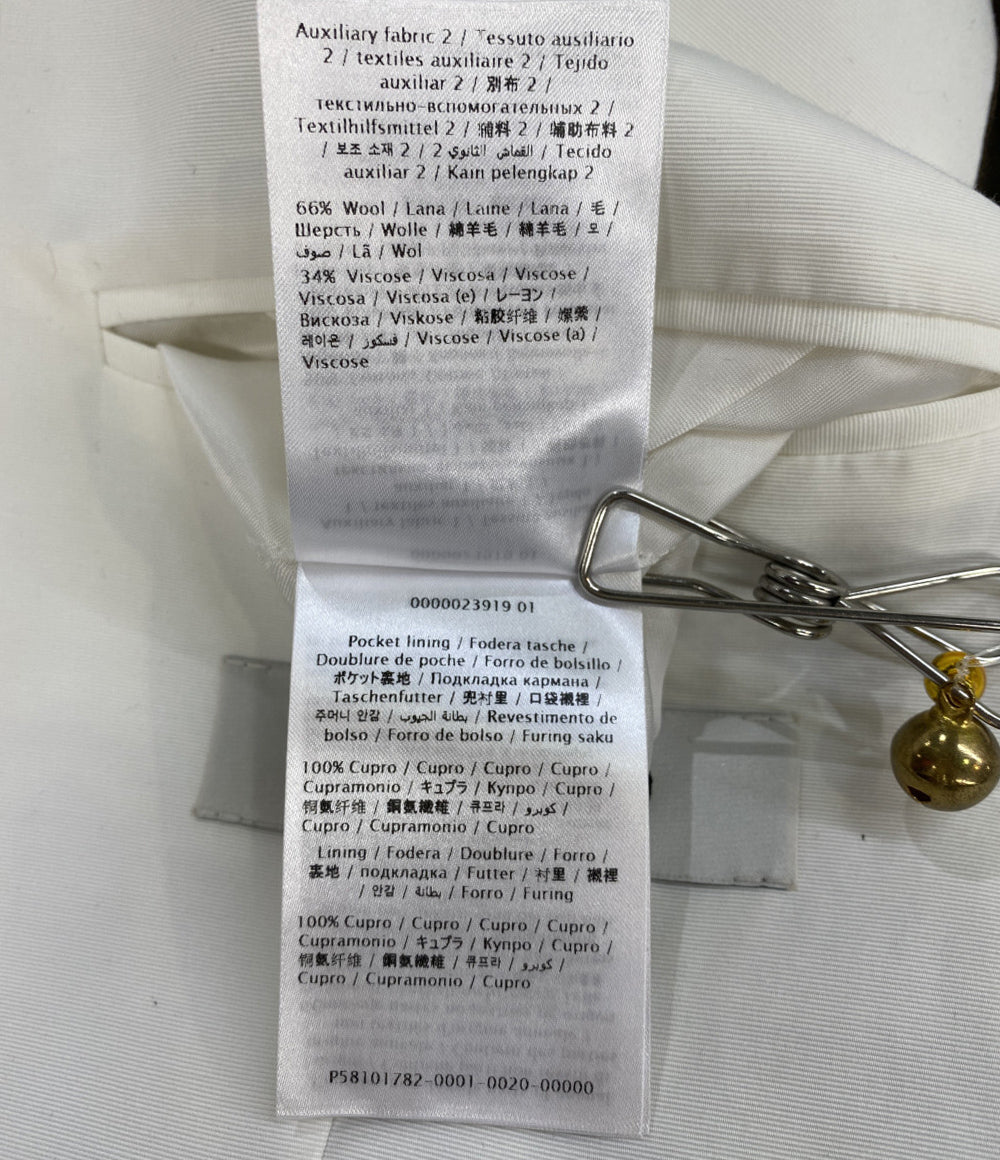 Auxiliary fabric 2 / Tessuto ausiliario
2 / textiles auxiliaire 2 / Tejido
auxiliar 2 / 別布 2 /
текстильно-вспомогательных 2 /
Textilhilfsmittel 2 / 辅料 2 / 輔助布料 2
/ 보조 소재 2 / القماش الثانوي 2 / Tecido
auxiliar 2 / Kain pelengkap 2
66% Wool / Lana / Laine / Lana / 毛 /
Шерсть / Wolle / 綿羊毛 / 綿羊毛 / 모 /
صوف / Lã / Wol
34% Viscose / Viscosa / Viscose /
Viscosa / Viscosa (e) / レーヨン /
Вискоза / Viskose / 粘胶纤维 / 嫘縈 /
레이온 / فسكوز / Viscose / Viscose (a) /
Viscose
0000023919 01
Pocket lining / Fodera tasche /
Doublure de poche / Forro de bolsillo /
ポケット裏地 / Подкладка кармана /
Taschenfutter / 兜衬里 / 口袋襯裡 /
주머니 안감 / بطانة الجيوب / Revestimento de
bolso / Forro de bolso / Furing saku
100% Cupro / Cupro / Cupro / Cupro /
Cupramonio / キュプラ / Купро / Cupro /
铜氨纤维 / 銅氨纖維 / 큐프라 / كوبرو /
Cupro / Cupramonio / Cupro
Lining / Fodera / Doublure / Forro /
裏地 / подкладка / Futter / 衬里 / 襯裡
/ 안감 / بطانة / Forro / Furing
100% Cupro / Cupro / Cupro / Cupro /
Cupramonio / キュプラ / Купро / Cupro /
铜氨纤维 / 銅氨纖維 / 큐프라 / كوبرو /
Cupro / Cupramonio / Cupro
P58101782-0001-0020-00000